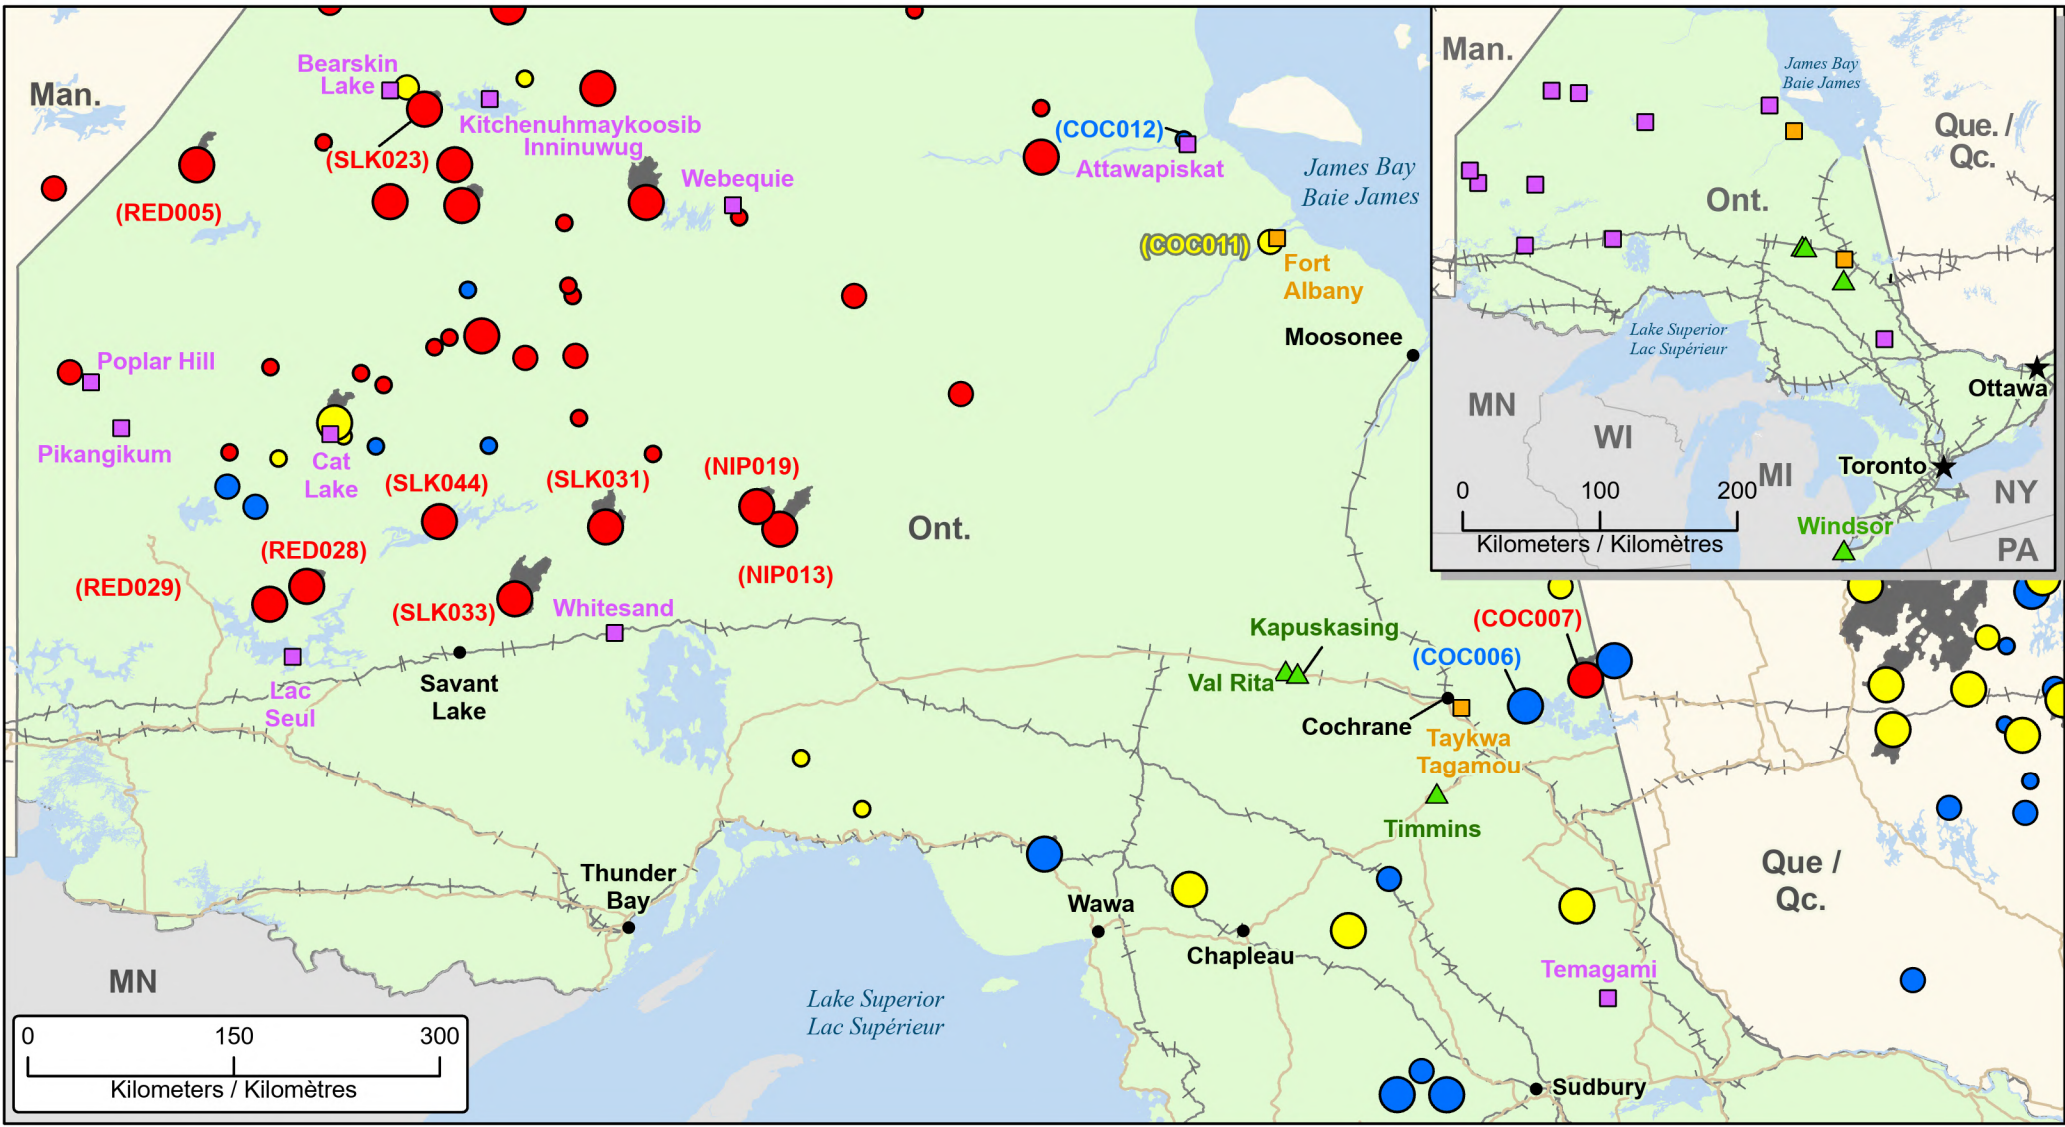 Man.
Bearskin
Lake
Kitchenuhmaykoosib
Inninuwug
(SLK023)
(RED005)
Webequie
(COC012)
Attawapiskat
James Bay
Baie James
(COC011)
Fort
Albany
Moosonee
Poplar Hill
Pikangikum
Cat
Lake
(SLK044)
(SLK031)
(NIP019)
(NIP013)
Ont.
(RED028)
(RED029)
(SLK033)
Whitesand
Savant
Lake
Lac
Seul
Kapuskasing
Val Rita
(COC007)
(COC006)
Cochrane
Taykwa
Tagamou
Timmins
Thunder
Bay
Wawa
Chapleau
Que /
Qc.
Temagami
MN
Lake Superior
Lac Supérieur
Sudbury
0 150 300
Kilometers / Kilomètres
Man.
James Bay
Baie James
Que. /
Qc.
Ont.
Lake Superior
Lac Supérieur
Ottawa
MN
WI
MI
Toronto
NY
PA
Windsor
0 100 200
Kilometers / Kilomètres